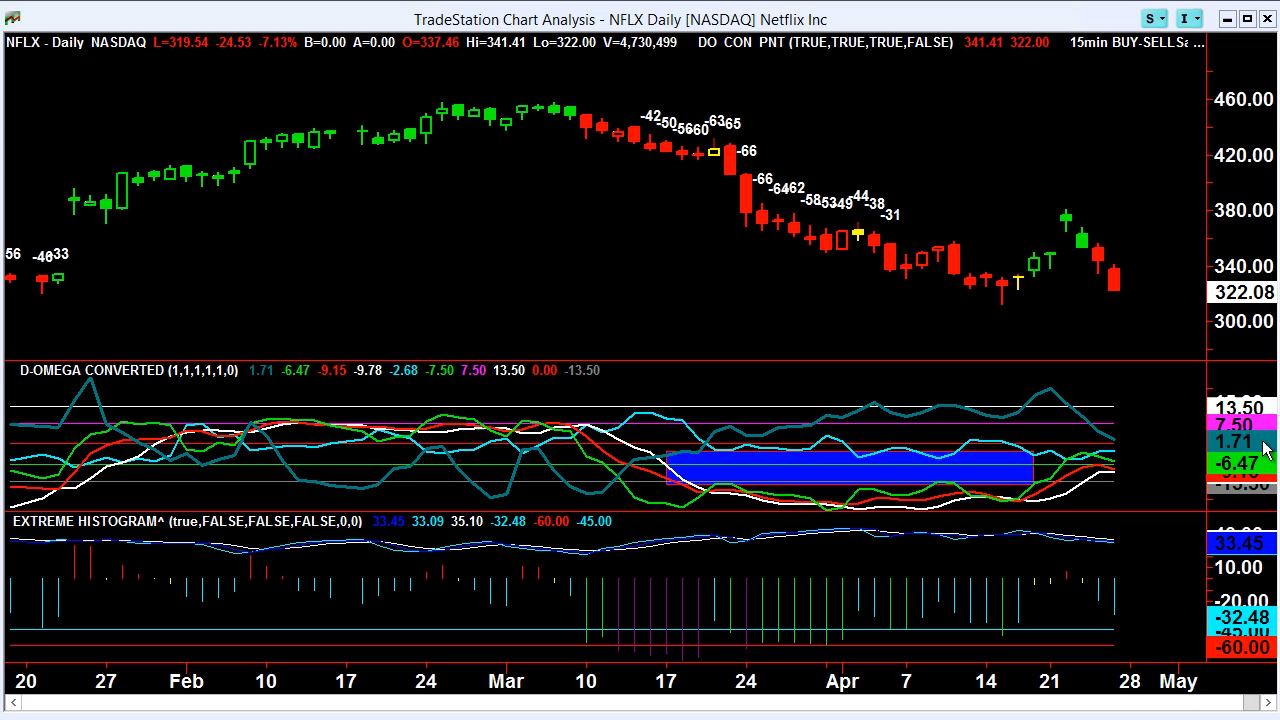 TradeStation Chart Analysis - NFLX Daily [NASDAQ] Netflix Inc
S I
NFLX - Daily NASDAQ L=319.54 -24.53 -7.13% B=0.00 A=0.00 O=337.46 Hi=341.41 Lo=322.00 V=4,730,499 DO CON PNT (TRUE,TRUE,TRUE,FALSE) 341.41 322.00 15min BUY-SELLS ...
460.00
-42 -50 -56 -60 -63 -65
420.00
-66
-66 -64 -62
-58 -53 -49 -44 -38
-31
380.00
56 -46 -33
340.00
322.08
300.00
D-OMEGA CONVERTED (1,1,1,1,1,0) 1.71 -6.47 -9.15 -9.78 -2.68 -7.50 7.50 13.50 0.00 -13.50
13.50
7.50
1.71
-6.47
-13.50
EXTREME HISTOGRAM^ (true,FALSE,FALSE,FALSE,0,0) 33.45 33.09 35.10 -32.48 -60.00 -45.00
33.45
10.00
-20.00
-32.48
-45.00
-60.00
20 27 Feb 10 17 24 Mar 10 17 24 Apr 7 14 21 28 May